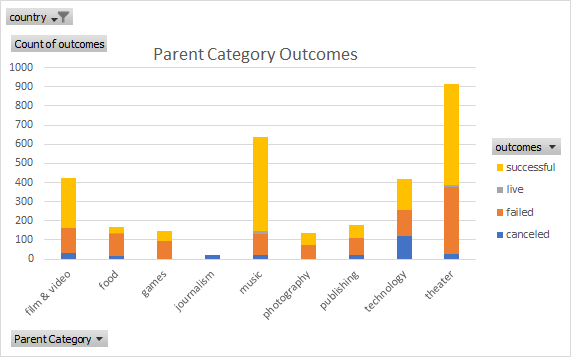 country
Count of outcomes
Parent Category Outcomes
1000
900
800
700
600
500
400
300
200
100
0
film & video
food
games
journalism
music
photography
publishing
technology
theater
outcomes
successful
live
failed
canceled
Parent Category